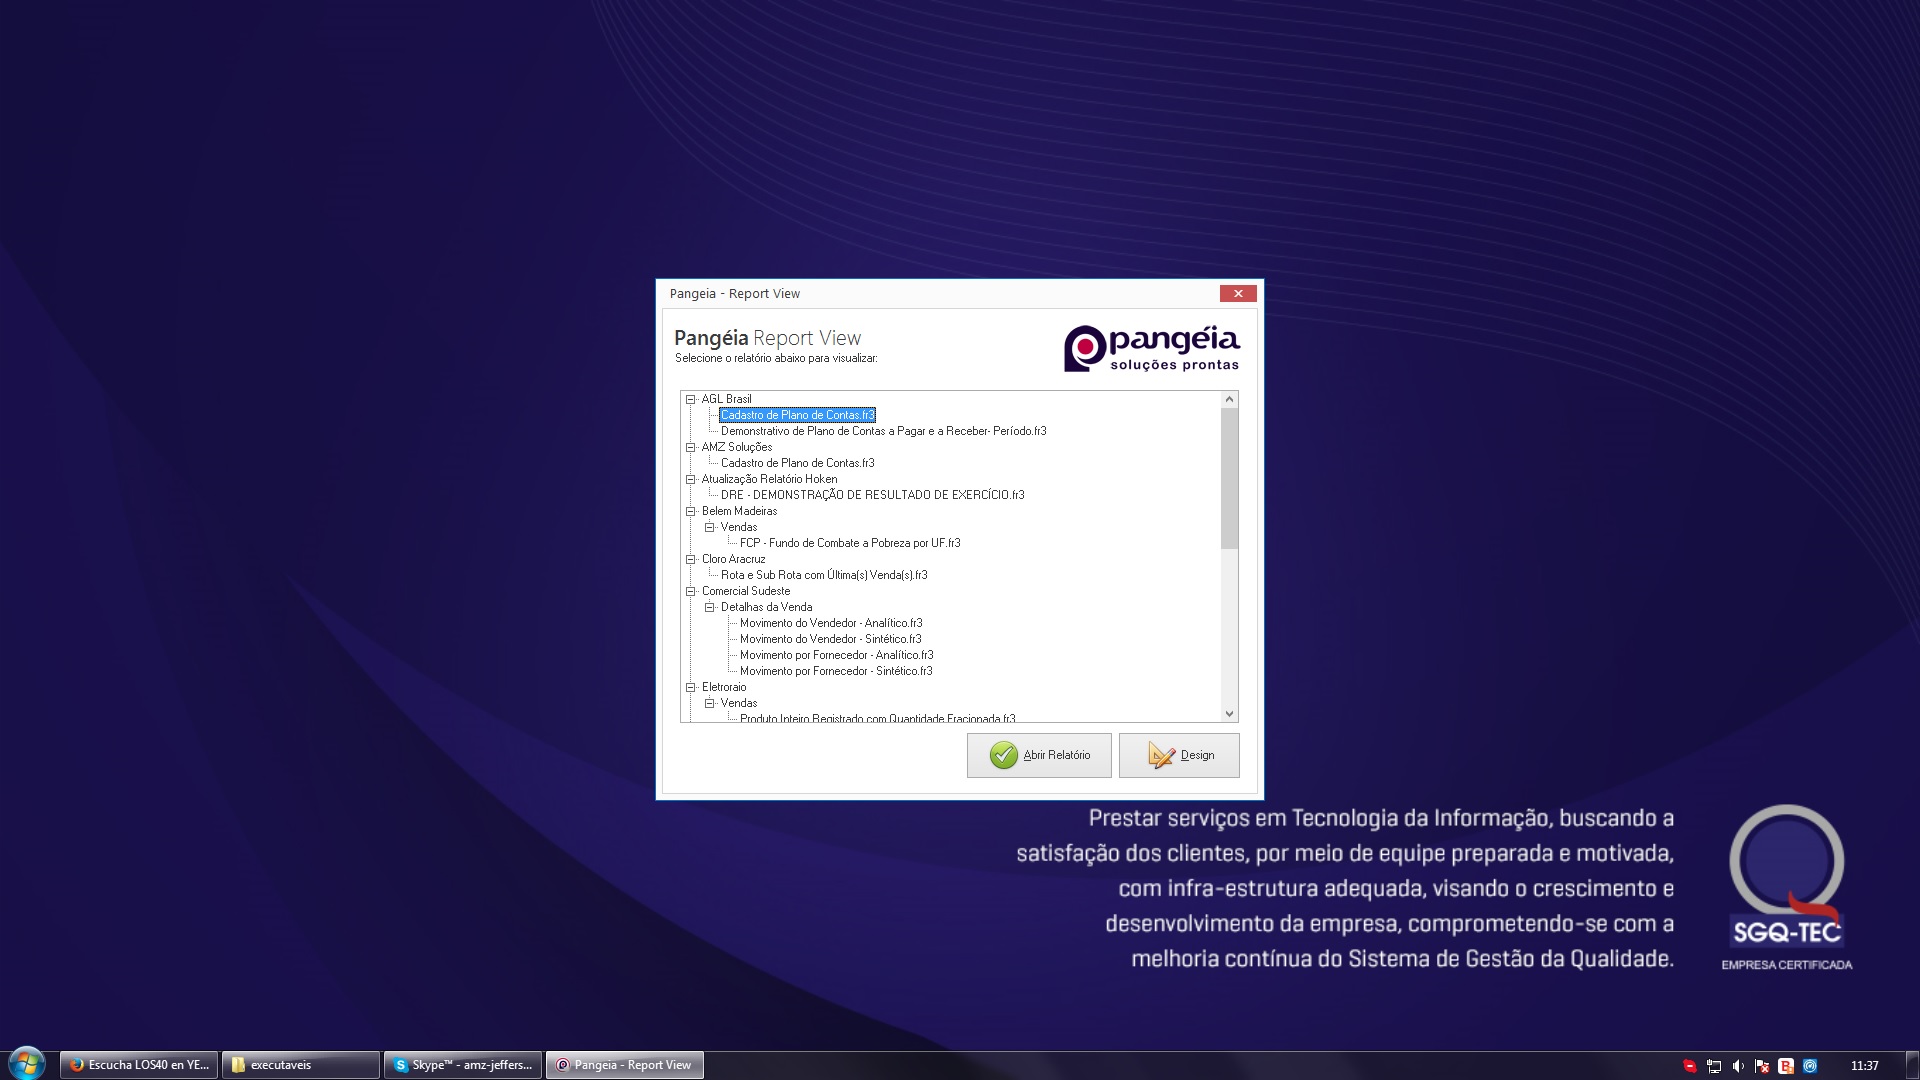 Pangeia - Report View
Pangéia Report View
Selecione o relatório abaixo para visualizar:
pangéia
soluções prontas
AGL Brasil
Cadastro de Plano de Contas.fr3
Demonstrativo de Plano de Contas a Pagar e a Receber- Período.fr3
AMZ Soluções
Cadastro de Plano de Contas.fr3
Atualização Relatório Hoken
DRE - DEMONSTRAÇÃO DE RESULTADO DE EXERCÍCIO.fr3
Belem Madeiras
Vendas
FCP - Fundo de Combate a Pobreza por UF.fr3
Cloro Aracruz
Rota e Sub Rota com Última(s) Venda(s).fr3
Comercial Sudeste
Detalhas da Venda
Movimento do Vendedor - Analítico.fr3
Movimento do Vendedor - Sintético.fr3
Movimento por Fornecedor - Analítico.fr3
Movimento por Fornecedor - Sintético.fr3
Eletroraio
Vendas
Produto Inteiro Registrado com Quantidade Fracionada.fr3
Abrir Relatório
Design
Prestar serviços em Tecnologia da Informação, buscando a
satisfação dos clientes, por meio de equipe preparada e motivada,
com infra-estrutura adequada, visando o crescimento e
desenvolvimento da empresa, comprometendo-se com a
melhoria contínua do Sistema de Gestão da Qualidade.
SGQ-TEC
EMPRESA CERTIFICADA
Escucha LOS40 en YE...
executaveis
Skype™ - amz-jeffers...
Pangeia - Report View
11:37